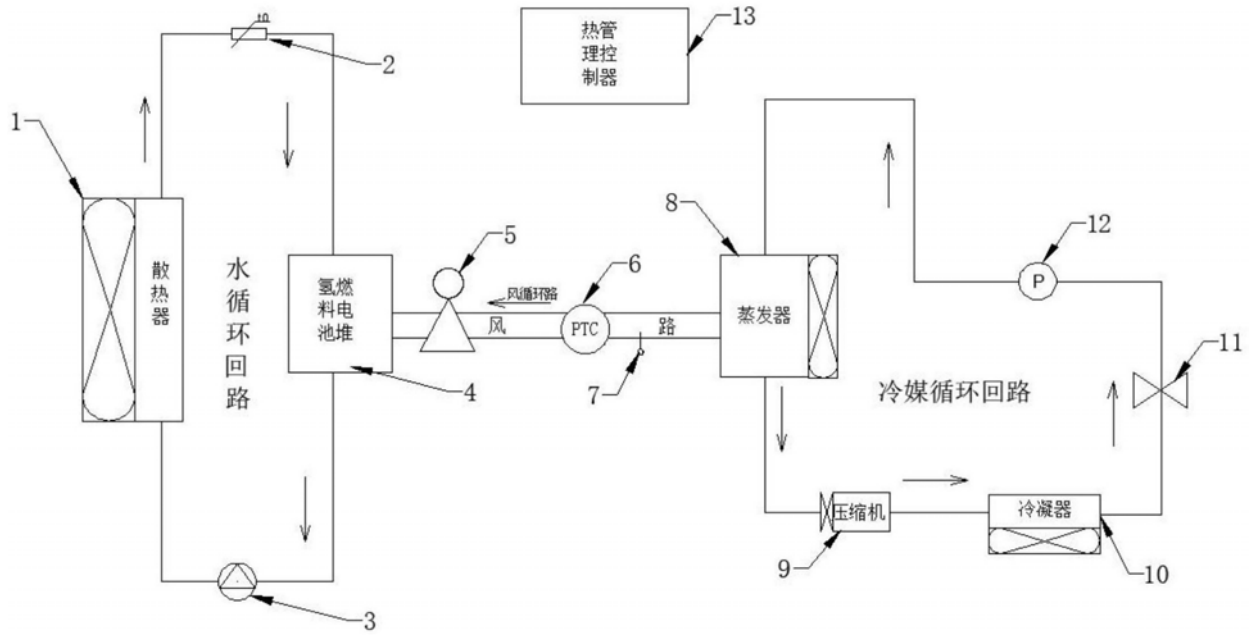 t0
2
13
热管
理控
制器
1
散热器
水循环回路
氢燃
料电
池堆
4
5
风循环路
6
风
PTC
路
7
8
蒸发器
12
P
11
冷媒循环回路
压缩机
9
冷凝器
10
3